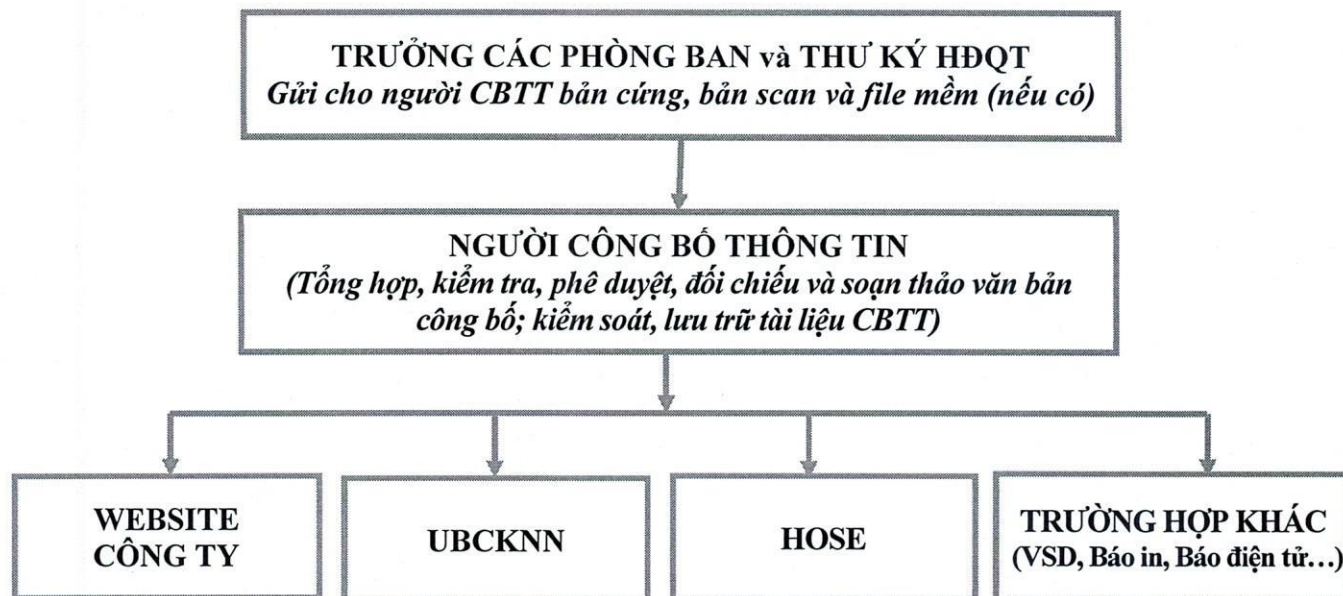 TRƯỞNG CÁC PHÒNG BAN và THƯ KÝ HĐQT
Gửi cho người CBTT bản cứng, bản scan và file mềm (nếu có)
NGƯỜI CÔNG BỐ THÔNG TIN
(Tổng hợp, kiểm tra, phê duyệt, đối chiếu và soạn thảo văn bản
công bố; kiểm soát, lưu trữ tài liệu CBTT)
WEBSITE
CÔNG TY
UBCKNN
HOSE
TRƯỜNG HỢP KHÁC
(VSD, Báo in, Báo điện tử…)